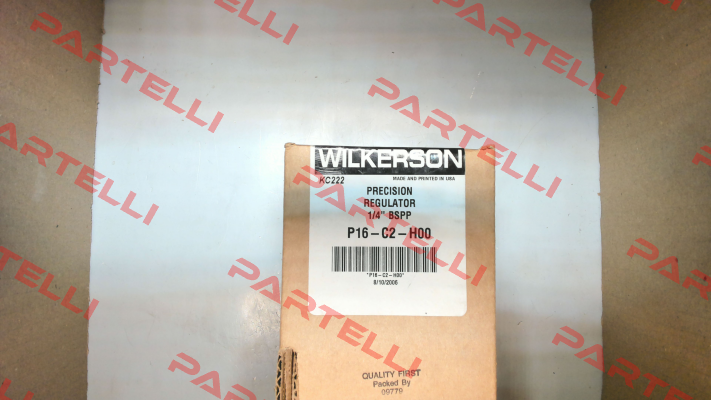 WILKERSON
KC222 MADE AND PRINTED IN USA
PRECISION
REGULATOR
1/4" BSPP
P16-C2-H00
*P16-C2-H00*
8/10/2006
QUALITY FIRST
Packed By
09779
PARTELLI
PARTELLI
PARTELLI
PARTELLI
PARTELLI
PARTELLI
PARTELLI
PARTELLI
PARTELLI